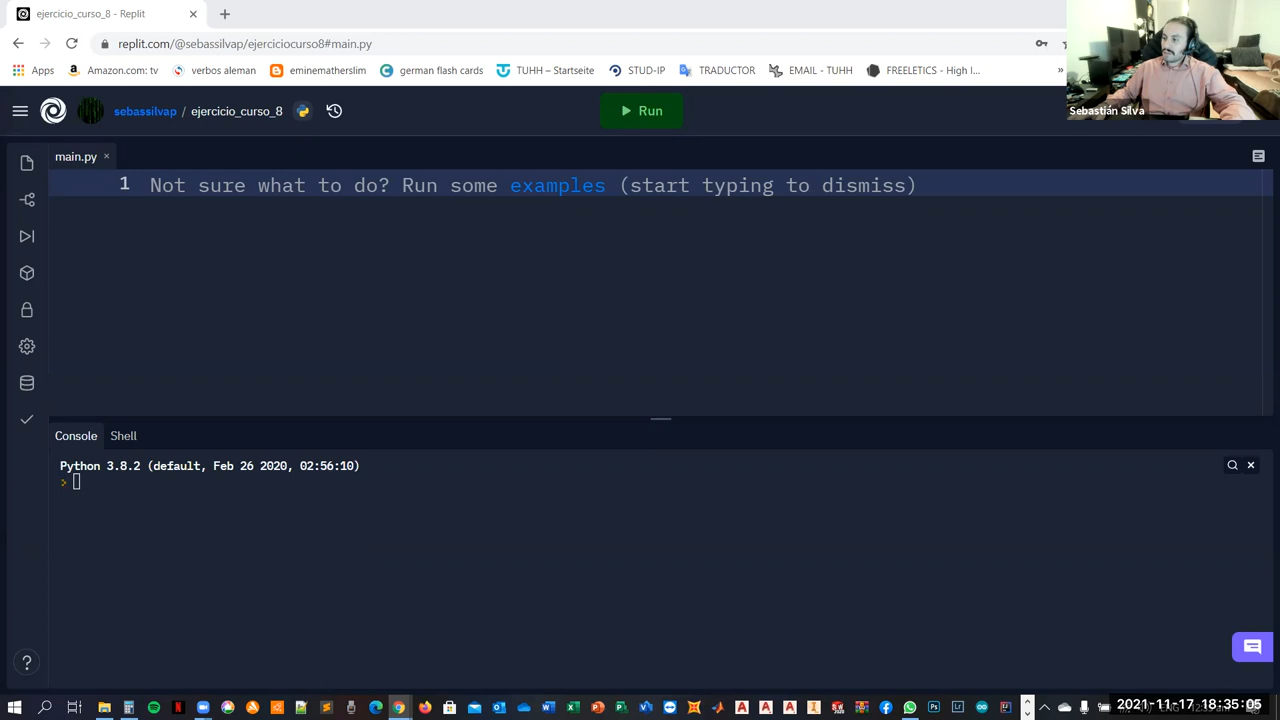 ejercicio_curso_8 - Replit
replit.com/@sebassilvap/ejerciciocurso8#main.py
Apps
Amazon.com: tv
verbos aleman
eminematherslim
german flash cards
TUHH – Startseite
STUD-IP
TRADUCTOR
EMAIL - TUHH
FREELETICS - High I...
»
Sebastián Silva
sebassilvap / ejercicio_curso_8
Run
main.py
1 Not sure what to do? Run some examples (start typing to dismiss)
Console
Shell
Python 3.8.2 (default, Feb 26 2020, 02:56:10)
>
?
2021-11-17 18:35:05